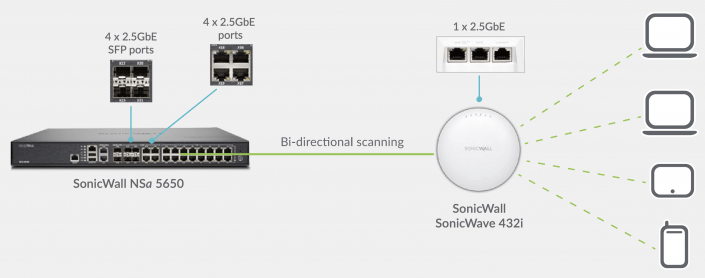 4 x 2.5GbE
SFP ports
4 x 2.5GbE
ports
1 x 2.5GbE
Bi-directional scanning
SONICWALL
SonicWall NSa 5650
SonicWall
SonicWave 432i